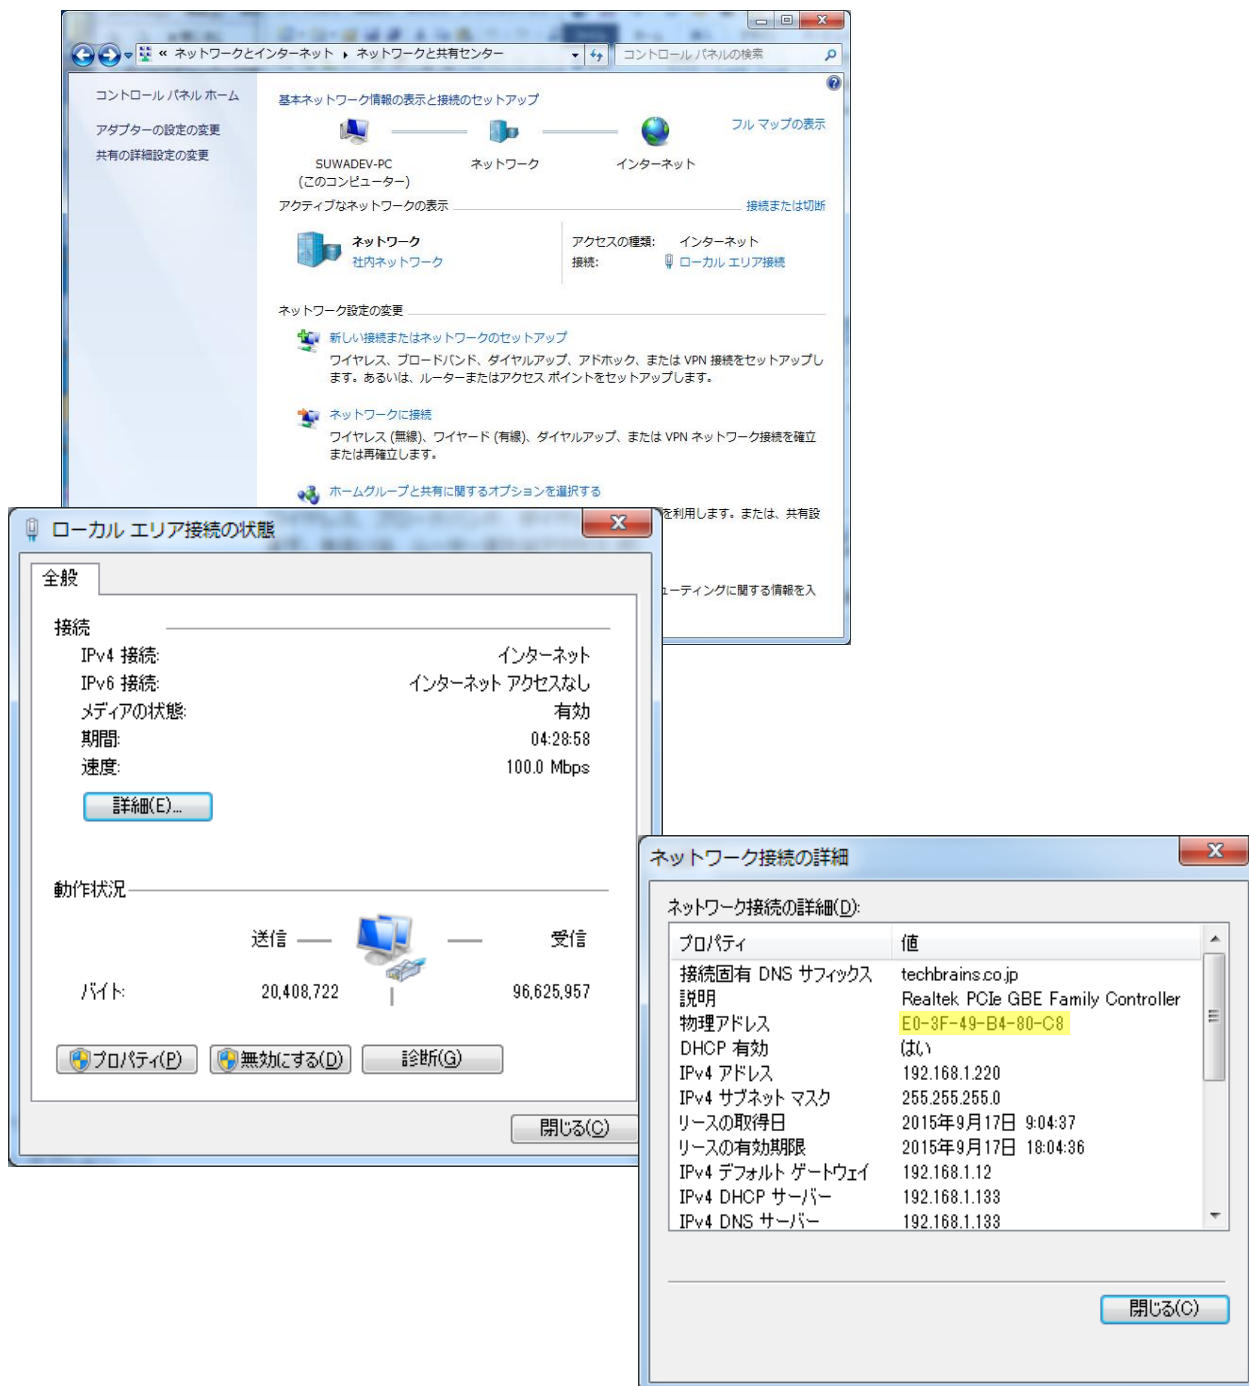 « ネットワークとインターネット ▸ ネットワークと共有センター
コントロール パネルの検索
コントロール パネル ホーム
アダプターの設定の変更
共有の詳細設定の変更
基本ネットワーク情報の表示と接続のセットアップ
フル マップの表示
SUWADEV-PC
(このコンピューター)
ネットワーク
インターネット
アクティブなネットワークの表示
接続または切断
ネットワーク
社内ネットワーク
アクセスの種類: インターネット
接続: ローカル エリア接続
ネットワーク設定の変更
新しい接続またはネットワークのセットアップ
ワイヤレス、ブロードバンド、ダイヤルアップ、アドホック、または VPN 接続をセットアップし
ます。あるいは、ルーターまたはアクセス ポイントをセットアップします。
ネットワークに接続
ワイヤレス (無線)、ワイヤード (有線)、ダイヤルアップ、または VPN ネットワーク接続を確立
または再確立します。
ホームグループと共有に関するオプションを選択する
を利用します。または、共有設
ューティングに関する情報を入
ローカル エリア接続の状態
全般
接続
IPv4 接続: インターネット
IPv6 接続: インターネット アクセスなし
メディアの状態: 有効
期間: 04:28:58
速度: 100.0 Mbps
詳細(E)...
動作状況
送信 受信
バイト: 20,408,722 96,625,957
プロパティ(P) 無効にする(D) 診断(G)
閉じる(C)
ネットワーク接続の詳細
ネットワーク接続の詳細(D):
プロパティ 値
接続固有 DNS サフィックス techbrains.co.jp
説明 Realtek PCIe GBE Family Controller
物理アドレス E0-3F-49-B4-80-C8
DHCP 有効 はい
IPv4 アドレス 192.168.1.220
IPv4 サブネット マスク 255.255.255.0
リースの取得日 2015年9月17日 9:04:37
リースの有効期限 2015年9月17日 18:04:36
IPv4 デフォルト ゲートウェイ 192.168.1.12
IPv4 DHCP サーバー 192.168.1.133
IPv4 DNS サーバー 192.168.1.133
閉じる(C)